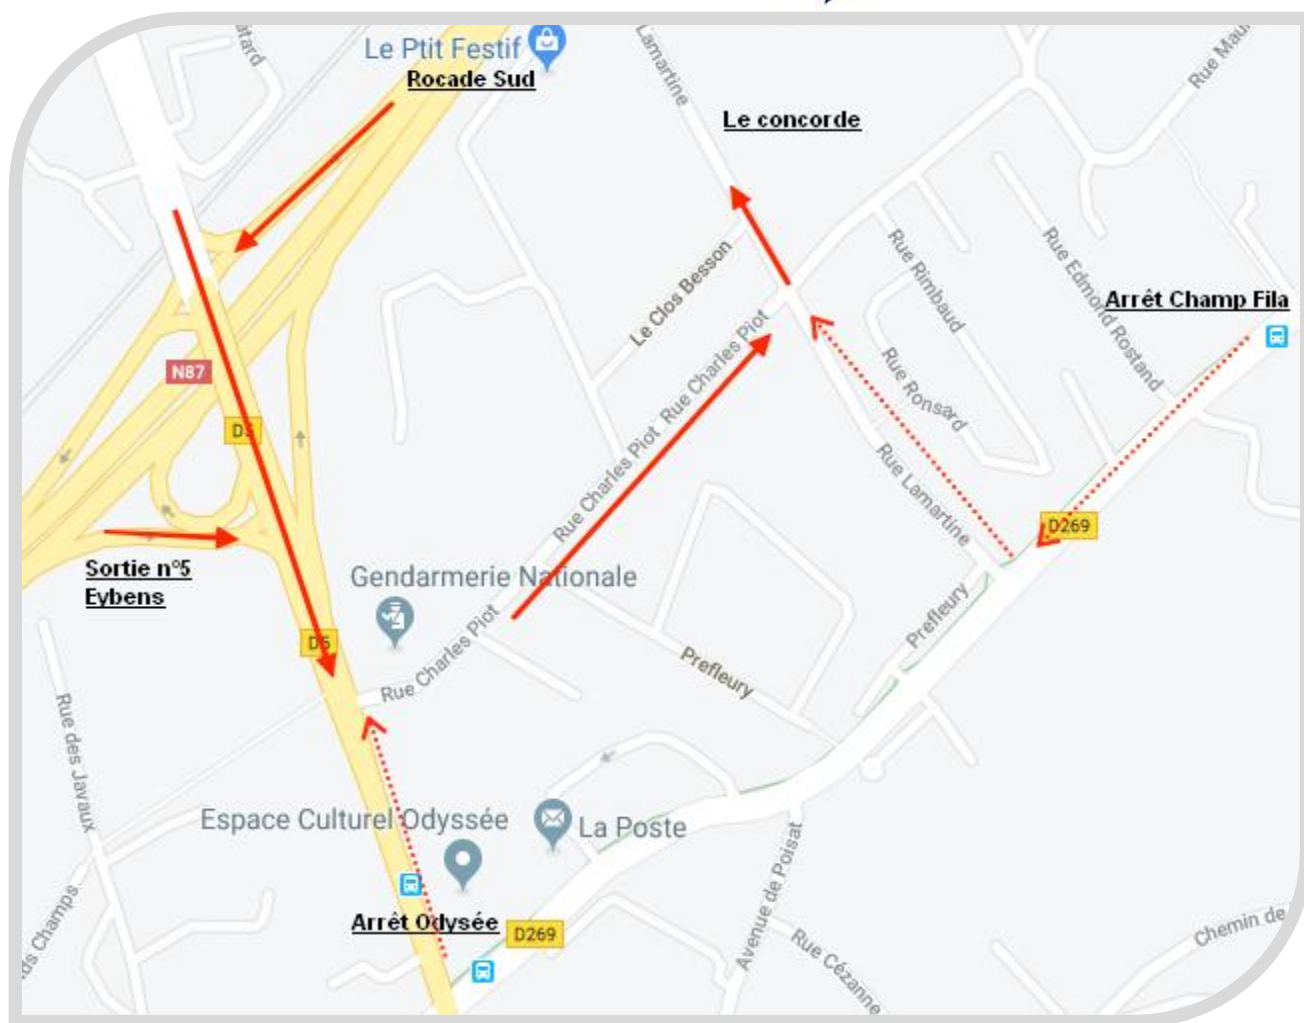 Le Ptit Festif
Rocade Sud
Lamartine
Le concorde
Rue Rimbaud
Rue Edmond Rostand
Arrêt Champ Fila
Le Clos Besson
N87
D5
Rue Charles Piot
Rue Charles Piot
Rue Ronsard
Rue Lamartine
D269
Sortie n°5
Eybens
Gendarmerie Nationale
D5
Rue Charles Piot
Prefleury
Prefleury
Rue des Javaux
Espace Culturel Odyssée
La Poste
Arrêt Odysée
D269
Avenue de Poisat
Rue Cézanne
Chemin de
Champs